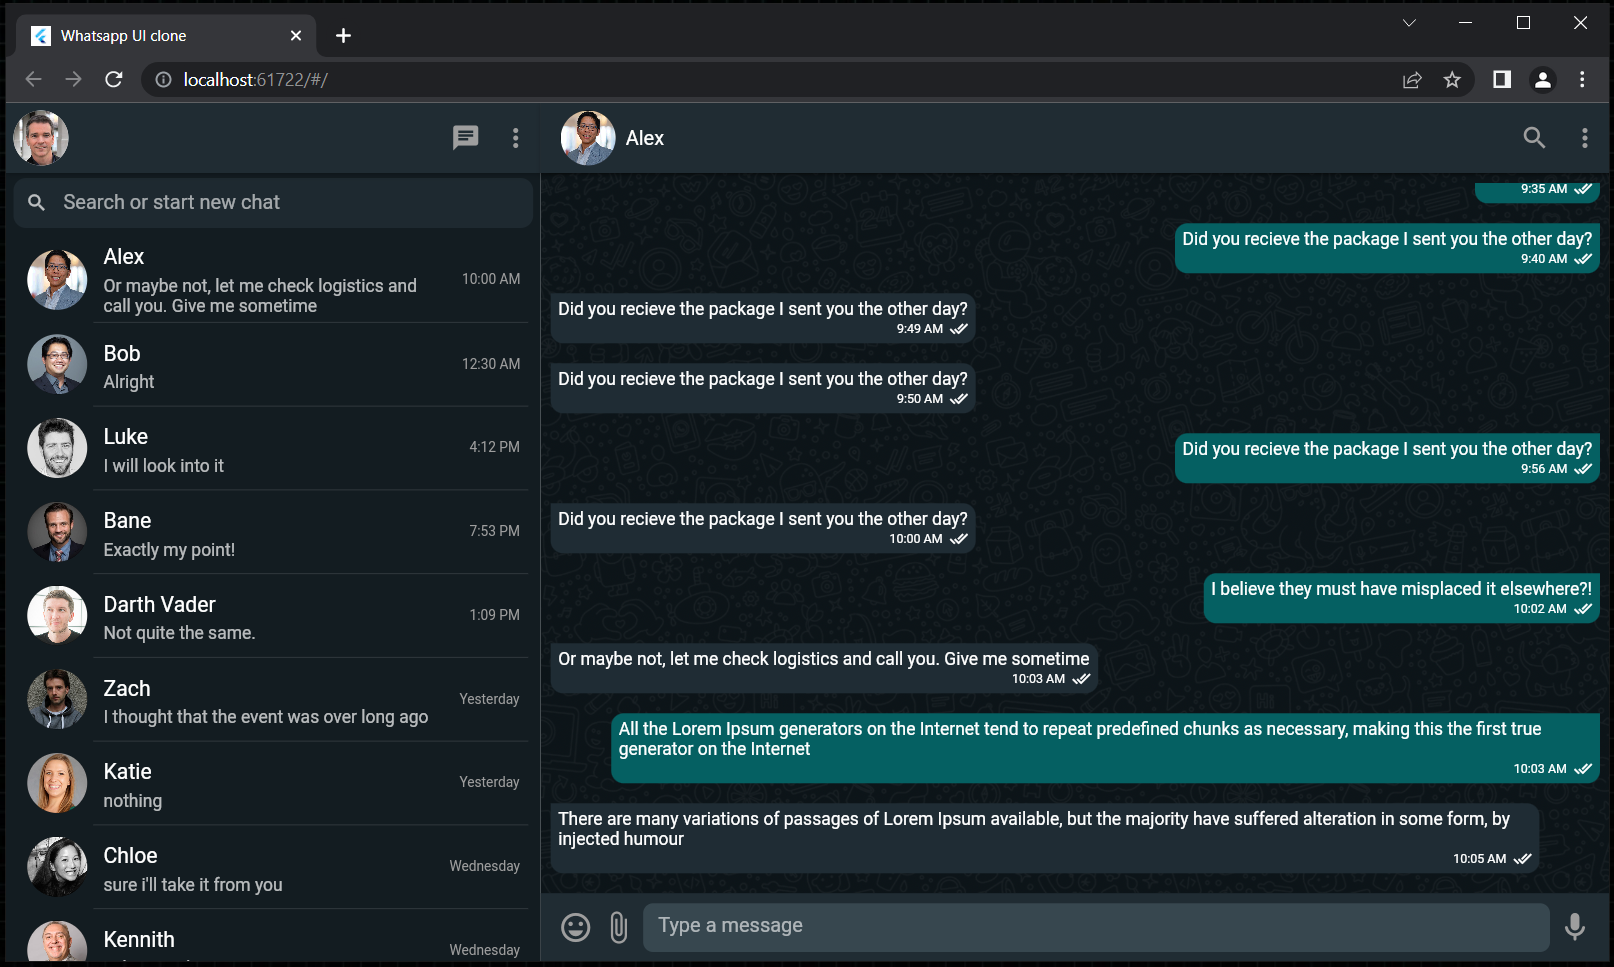 Whatsapp UI clone
localhost:61722/#/
Alex
Search or start new chat
Alex
Or maybe not, let me check logistics and
call you. Give me sometime
10:00 AM
Bob
Alright
12:30 AM
Luke
I will look into it
4:12 PM
Bane
Exactly my point!
7:53 PM
Darth Vader
Not quite the same.
1:09 PM
Zach
I thought that the event was over long ago
Yesterday
Katie
nothing
Yesterday
Chloe
sure i'll take it from you
Wednesday
Kennith
Wednesday
9:35 AM
Did you recieve the package I sent you the other day?
9:40 AM
Did you recieve the package I sent you the other day?
9:49 AM
Did you recieve the package I sent you the other day?
9:50 AM
Did you recieve the package I sent you the other day?
9:56 AM
Did you recieve the package I sent you the other day?
10:00 AM
I believe they must have misplaced it elsewhere?!
10:02 AM
Or maybe not, let me check logistics and call you. Give me sometime
10:03 AM
All the Lorem Ipsum generators on the Internet tend to repeat predefined chunks as necessary, making this the first true
generator on the Internet
10:03 AM
There are many variations of passages of Lorem Ipsum available, but the majority have suffered alteration in some form, by
injected humour
10:05 AM
Type a message